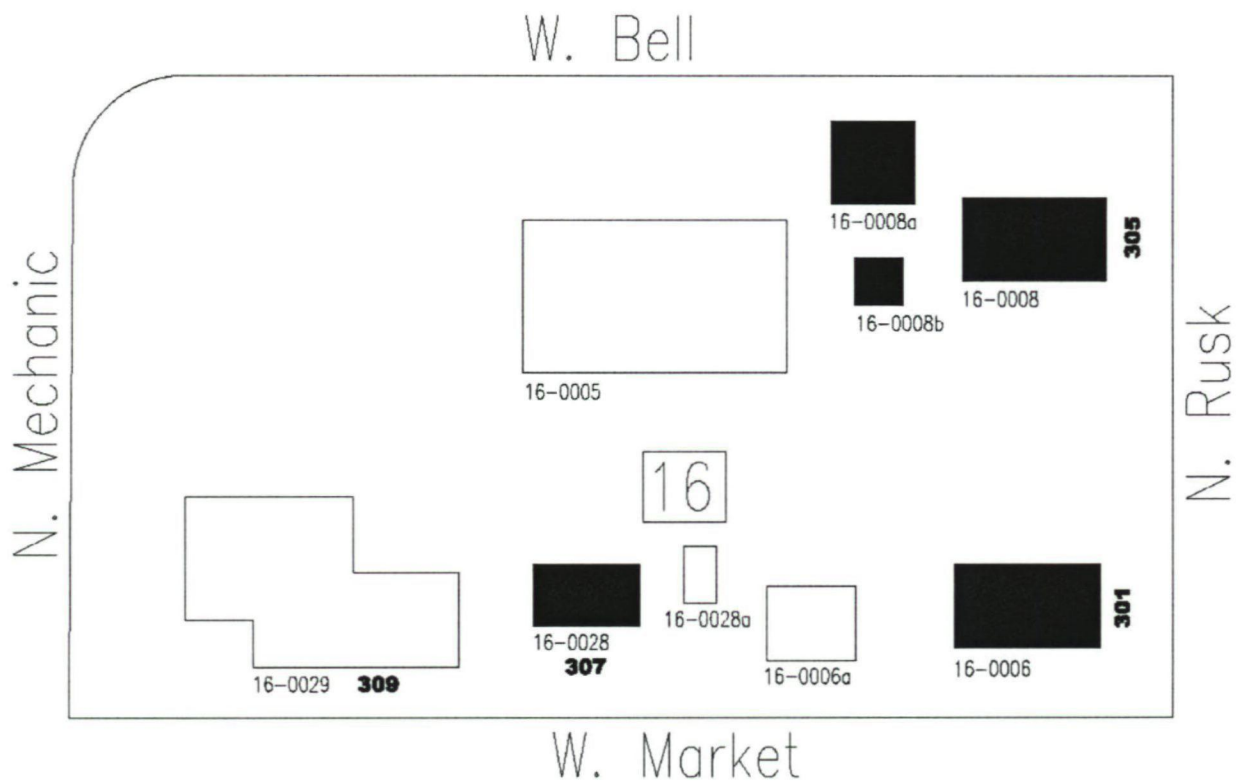 W. Bell
16-0008a
305
16-0008
16-0008b
N. Mechanic
N. Rusk
16-0005
16
16-0028a
301
16-0028
307
16-0006a
16-0006
16-0029 309
W. Market